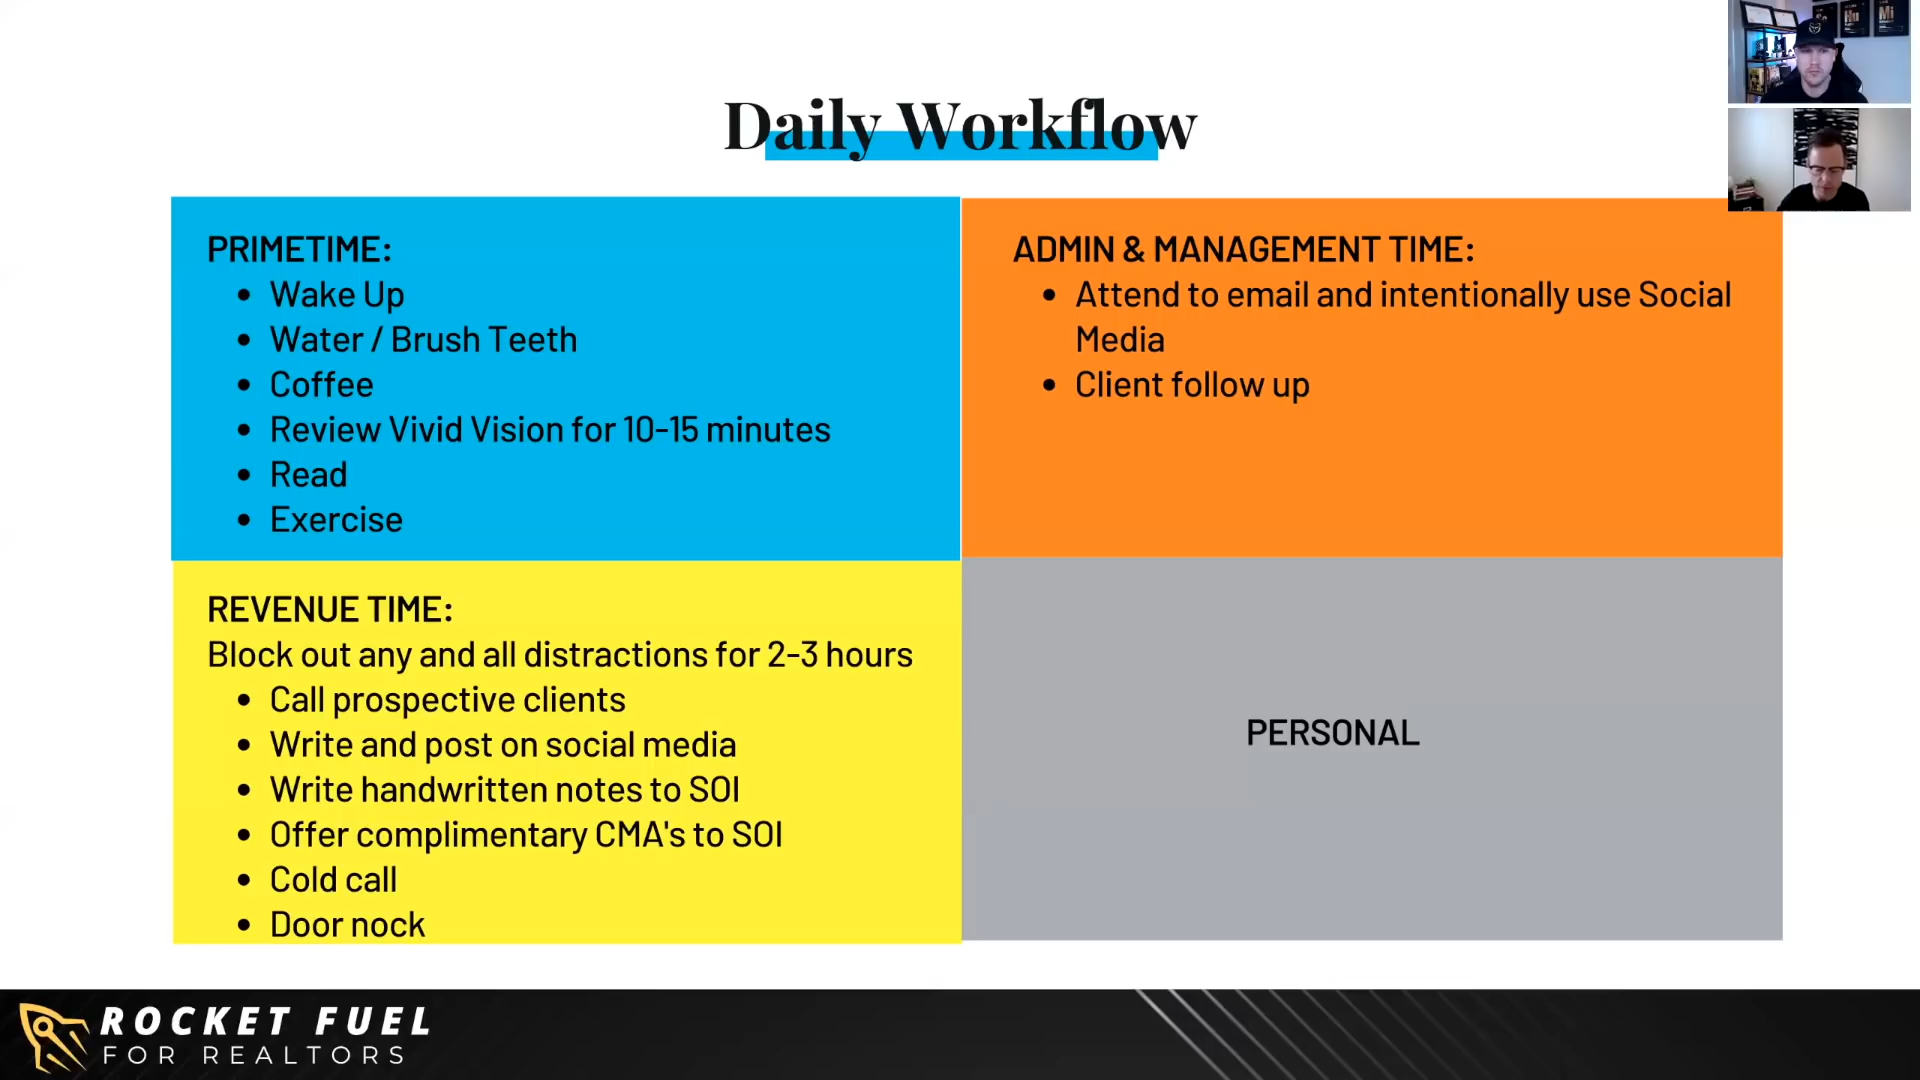 Daily Workflow
PRIMETIME:
• Wake Up
• Water / Brush Teeth
• Coffee
• Review Vivid Vision for 10-15 minutes
• Read
• Exercise
ADMIN & MANAGEMENT TIME:
• Attend to email and intentionally use Social
Media
• Client follow up
REVENUE TIME:
Block out any and all distractions for 2-3 hours
• Call prospective clients
• Write and post on social media
• Write handwritten notes to SOI
• Offer complimentary CMA's to SOI
• Cold call
• Door nock
PERSONAL
ROCKET FUEL
FOR REALTORS
Hu
Mi